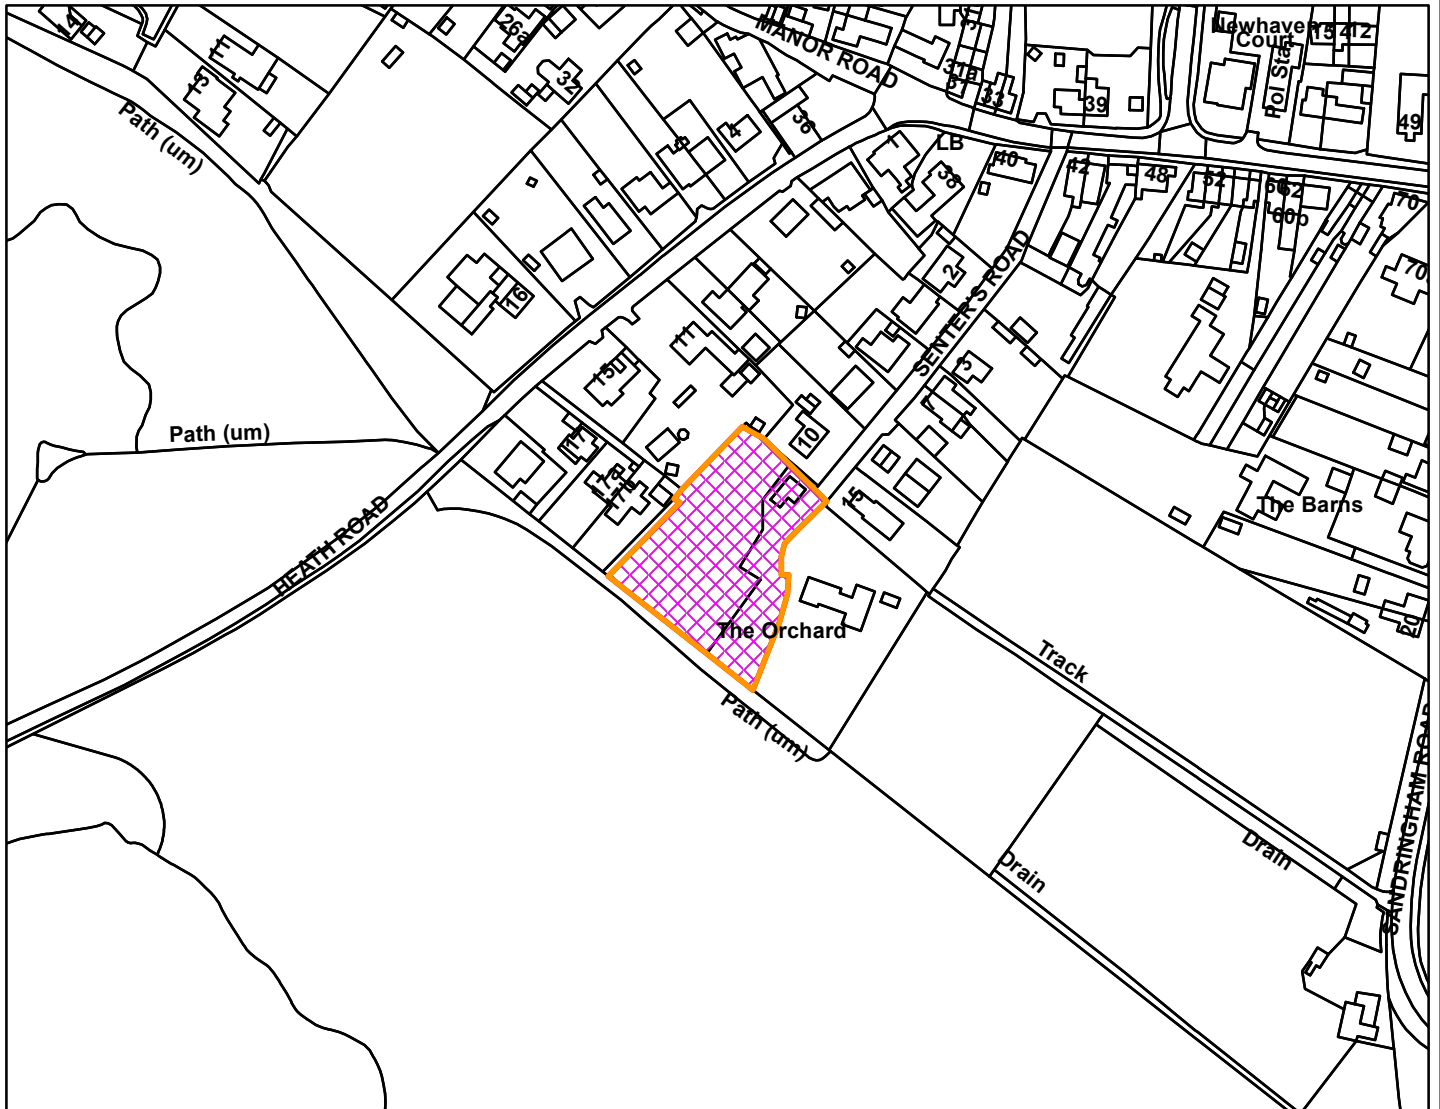 14
26a
32
MANOR ROAD
31a
33
39
Newhaven
Court
Pol Sta
15
12
49
Path (um)
4
36
1
LB
38
40
42
48
52
62
60b
70
70
2
SENTER'S ROAD
16
11
15
3
10
17
17a
17b
15
Path (um)
HEATH ROAD
The Barns
The Orchard
20
Track
Path (um)
Drain
Drain
SANDRINGHAM ROAD